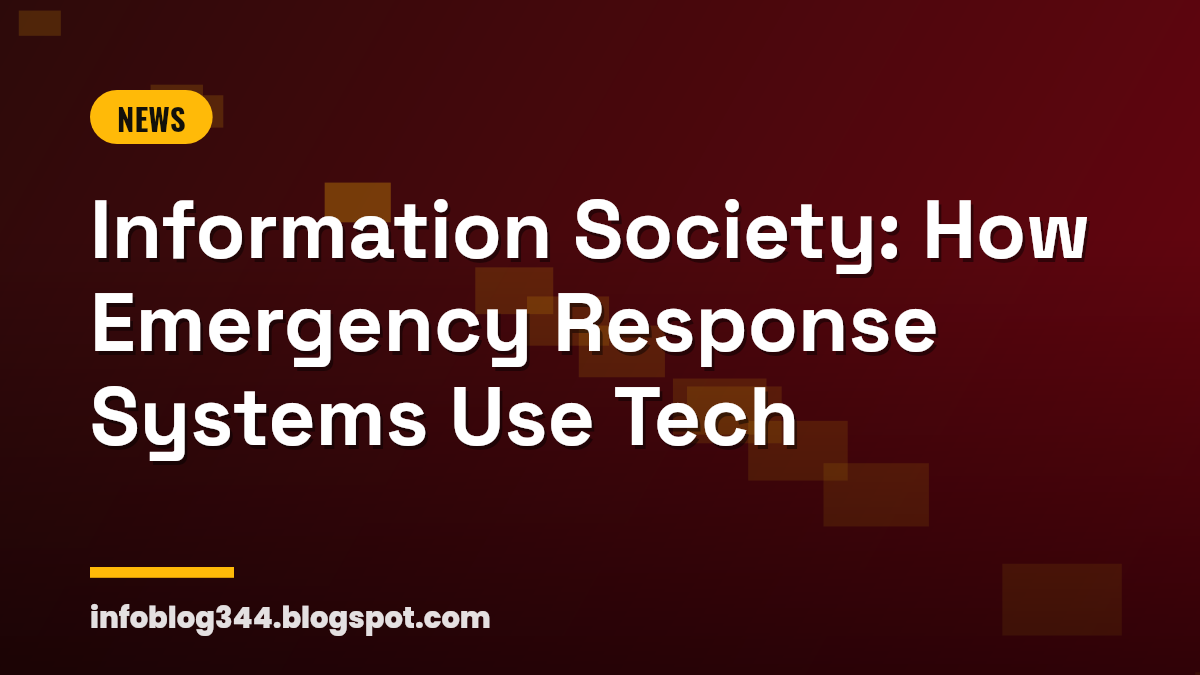 NEWS
Information Society: How
Emergency Response
Systems Use Tech
infoblog344.blogspot.com